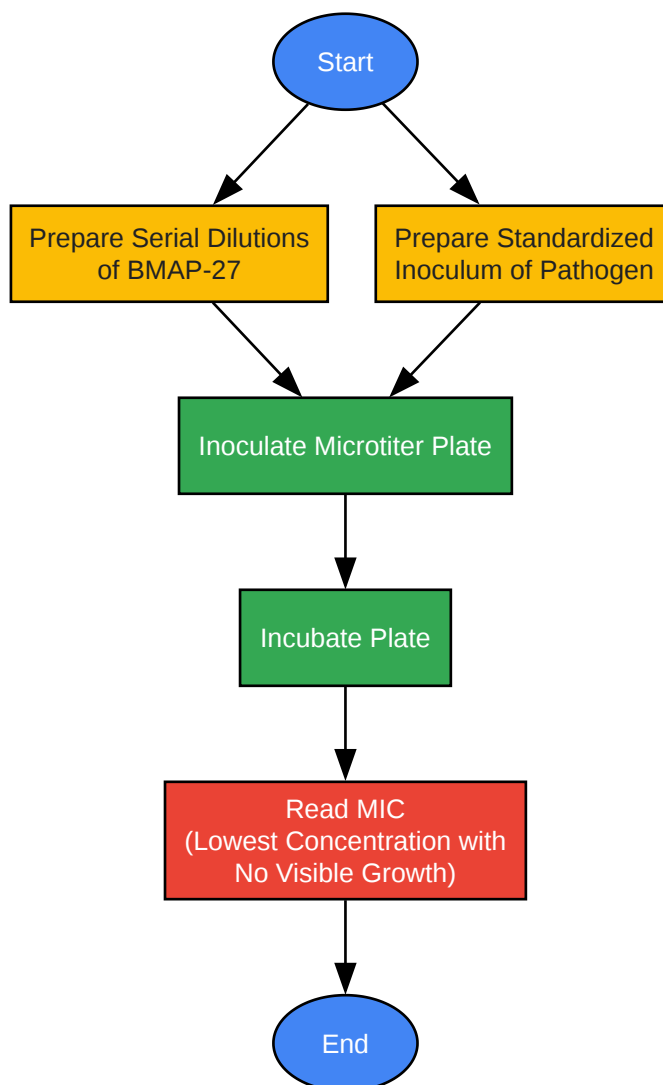 Start
Prepare Serial Dilutions
of BMAP-27
Prepare Standardized
Inoculum of Pathogen
Inoculate Microtiter Plate
Incubate Plate
Read MIC
(Lowest Concentration with
No Visible Growth)
End